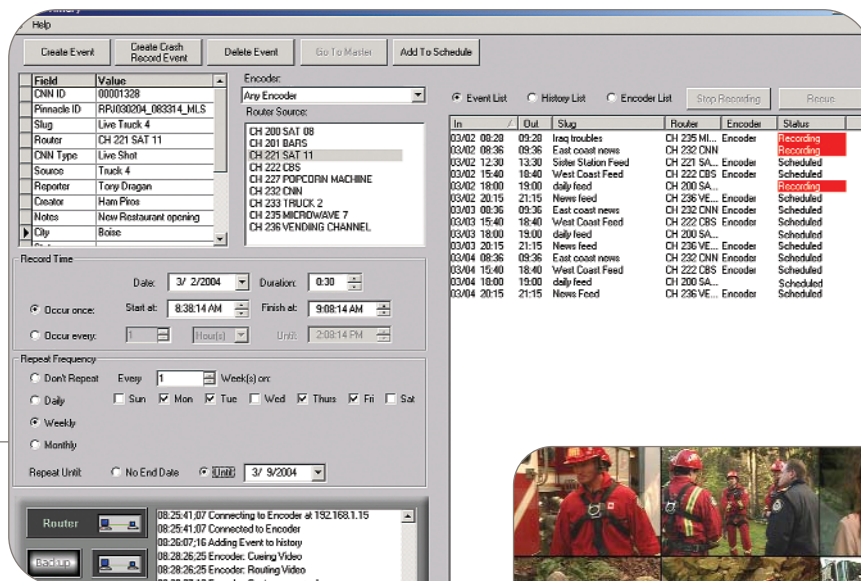 Help
Create Event Create Crash Record Event Delete Event Go To Master Add To Schedule
Field Value
CNN ID 00001328
Pinnacle ID RPJ030204_083314_MLS
Slug Live Truck 4
Router CH 221 SAT 11
CNN Type Live Shot
Source Truck 4
Reporter Tony Dragan
Creator Ham Piros
Notes New Restaurant opening
City Boise
Encoder:
Any Encoder
Router Source:
CH 200 SAT 08
CH 201 BARS
CH 221 SAT 11
CH 222 CBS
CH 227 POPCORN MACHINE
CH 232 CNN
CH 233 TRUCK 2
CH 235 MICROWAVE 7
CH 236 VENDING CHANNEL
Event List History List Encoder List Stop Recording Recue
In Out Slug Router Encoder Status
03/02 08:28 09:28 Iraq troubles CH 235 MI... Encoder Recording
03/02 08:36 09:36 East coast news CH 232 CNN Recording
03/02 12:30 13:30 Sister Station Feed CH 221 SA... Encoder Scheduled
03/02 15:40 18:40 West Coast Feed CH 222 CBS Encoder Scheduled
03/02 18:00 19:00 daily feed CH 200 SA... Recording
03/02 20:15 21:15 News feed CH 236 VE... Encoder Scheduled
03/03 08:36 09:36 East coast news CH 232 CNN Encoder Scheduled
03/03 15:40 18:40 West Coast Feed CH 222 CBS Encoder Scheduled
03/03 18:00 19:00 daily feed CH 200 SA... Scheduled
03/03 20:15 21:15 News feed CH 236 VE... Encoder Scheduled
03/04 08:36 09:36 East coast news CH 232 CNN Encoder Scheduled
03/04 15:40 18:40 West Coast Feed CH 222 CBS Encoder Scheduled
03/04 18:00 19:00 daily feed CH 200 SA... Scheduled
03/04 20:15 21:15 News Feed CH 236 VE... Encoder Scheduled
Record Time
Date: 3/ 2/2004 Duration: 0:30
Occur once: Start at: 8:38:14 AM Finish at: 9:08:14 AM
Occur every: 1 Hour(s) Until: 2:08:14 PM
Repeat Frequency
Don't Repeat Every 1 Week(s) on:
Daily Sun Mon Tue Wed Thurs Fri Sat
Weekly
Monthly
Repeat Until: No End Date Until: 3/ 9/2004
Router
Backup
08:25:41;07 Connecting to Encoder at 192.168.1.15
08:25:41;07 Connected to Encoder
08:26:07;16 Adding Event to history
08:28:26;25 Encoder: Cueing Video
08:28:26;25 Encoder: Routing Video